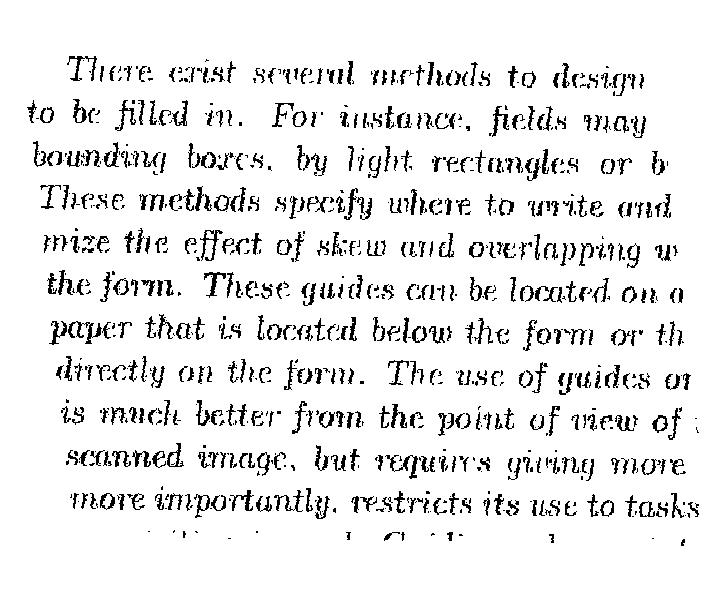 There exist several methods to design
to be filled in. For instance, fields may
bounding boxes, by light rectangles or b
These methods specify where to write and
mize the effect of skew and overlapping w
the form. These guides can be located on a
paper that is located below the form or th
directly on the form. The use of guides on
is much better from the point of view of
scanned image, but requires giving more
more importantly, restricts its use to tasks